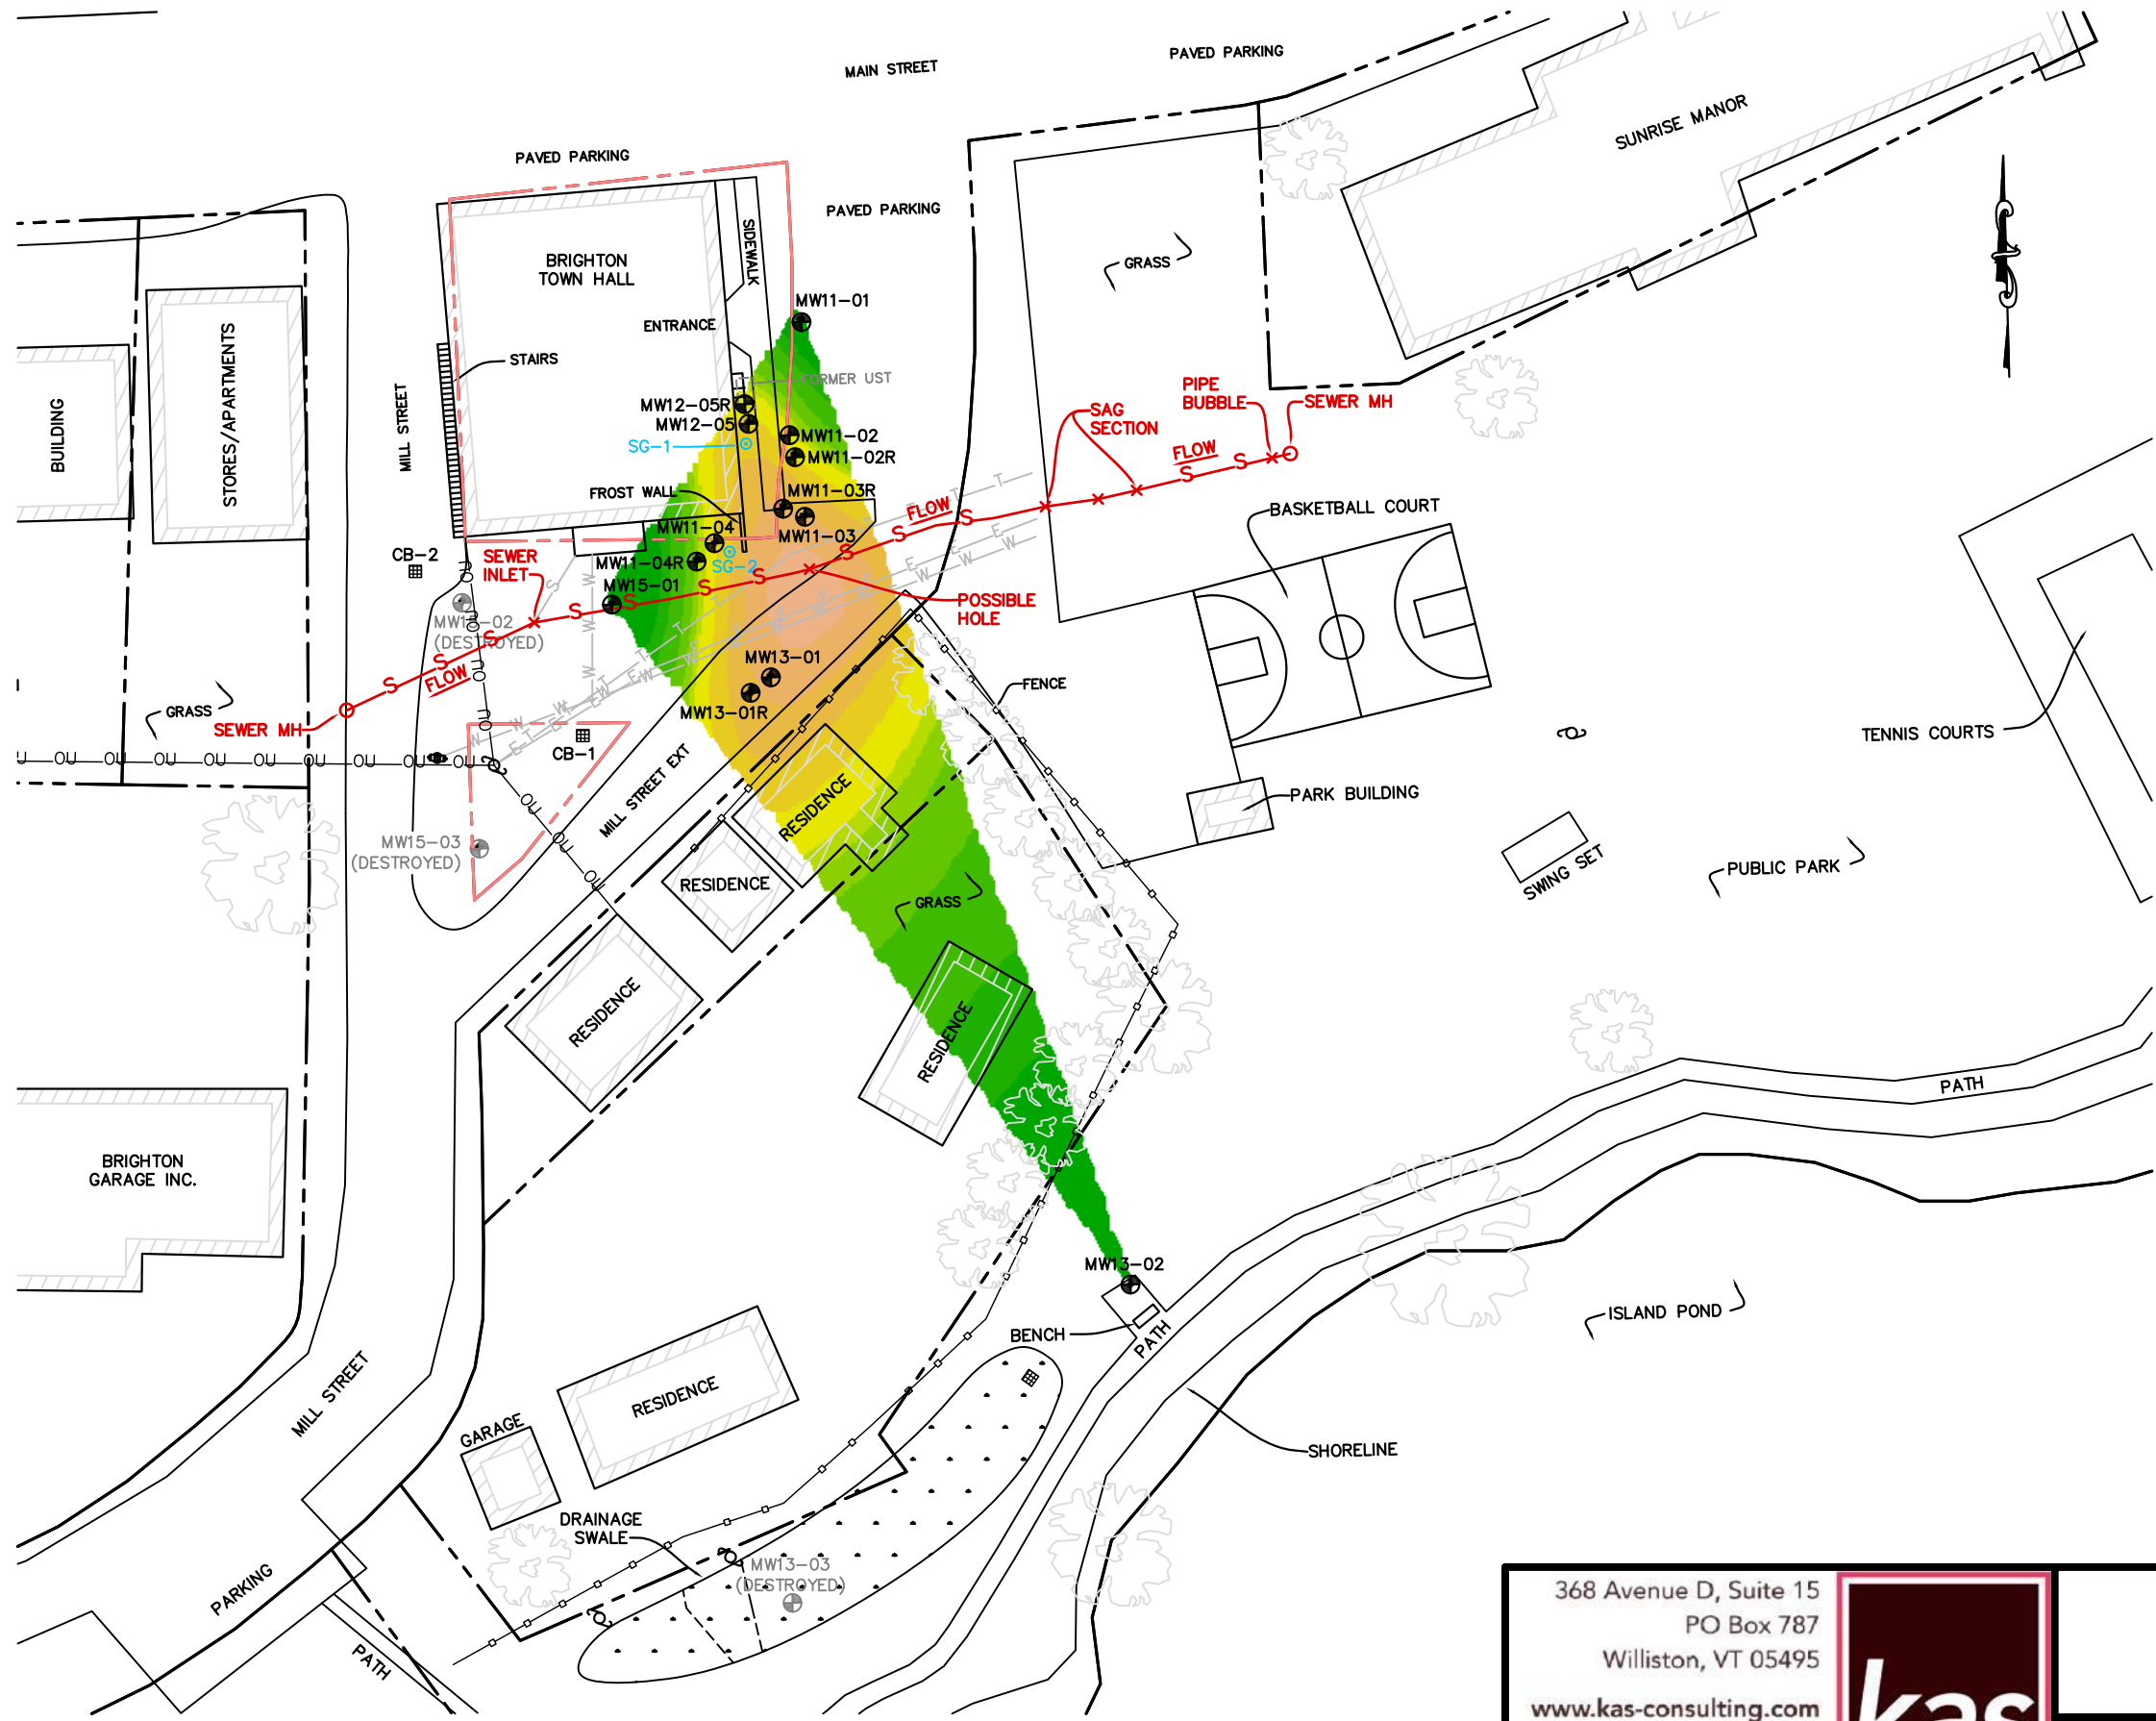 MAIN STREET
PAVED PARKING
SUNRISE MANOR
PAVED PARKING
PAVED PARKING
BRIGHTON
TOWN HALL
SIDEWALK
GRASS
MW11-01
ENTRANCE
STAIRS
STORES/APARTMENTS
BUILDING
MILL STREET
FORMER UST
MW12-05R
MW12-05
SG-1
MW11-02
MW11-02R
PIPE
BUBBLE
SEWER MH
SAG
SECTION
FLOW
FROST WALL
MW11-03R
FLOW
BASKETBALL COURT
MW11-04
MW11-03
CB-2
SEWER
INLET
MW11-04R
SG-2
MW15-01
POSSIBLE
HOLE
(DESTROYED)
MW13-01
FLOW
FENCE
GRASS
MW13-01R
SEWER MH
CB-1
TENNIS COURTS
MILL STREET EXT
RESIDENCE
PARK BUILDING
MW15-03
(DESTROYED)
RESIDENCE
GRASS
SWING SET
PUBLIC PARK
RESIDENCE
RESIDENCE
PATH
BRIGHTON
GARAGE INC.
MW13-02
ISLAND POND
BENCH
PATH
MILL STREET
RESIDENCE
GARAGE
SHORELINE
DRAINAGE
SWALE
MW13-03
(DESTROYED)
PARKING
PATH
368 Avenue D, Suite 15
PO Box 787
Williston, VT 05495
www.kas-consulting.com
kas